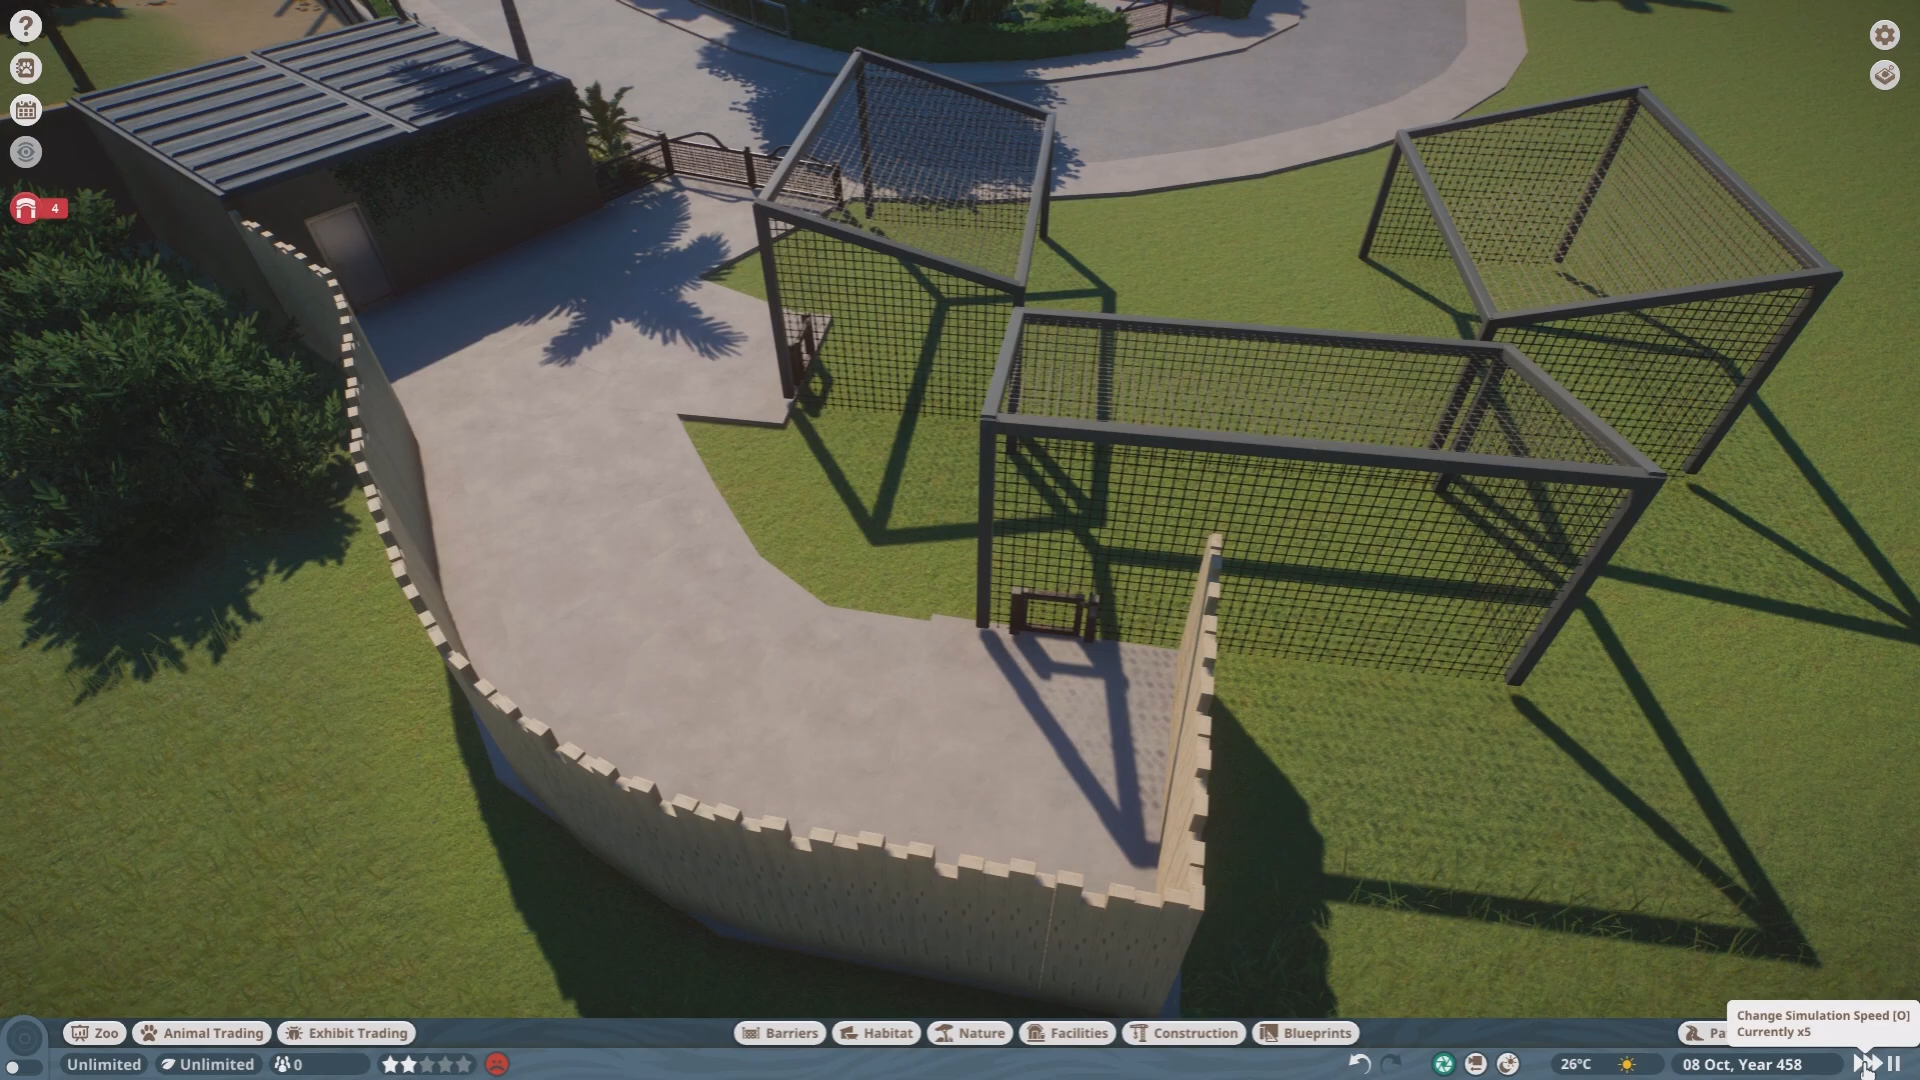 ?
4
Change Simulation Speed [O]
Currently x5
Zoo
Animal Trading
Exhibit Trading
Barriers
Habitat
Nature
Facilities
Construction
Blueprints
Pa
Unlimited
Unlimited
0
26°C
08 Oct, Year 458